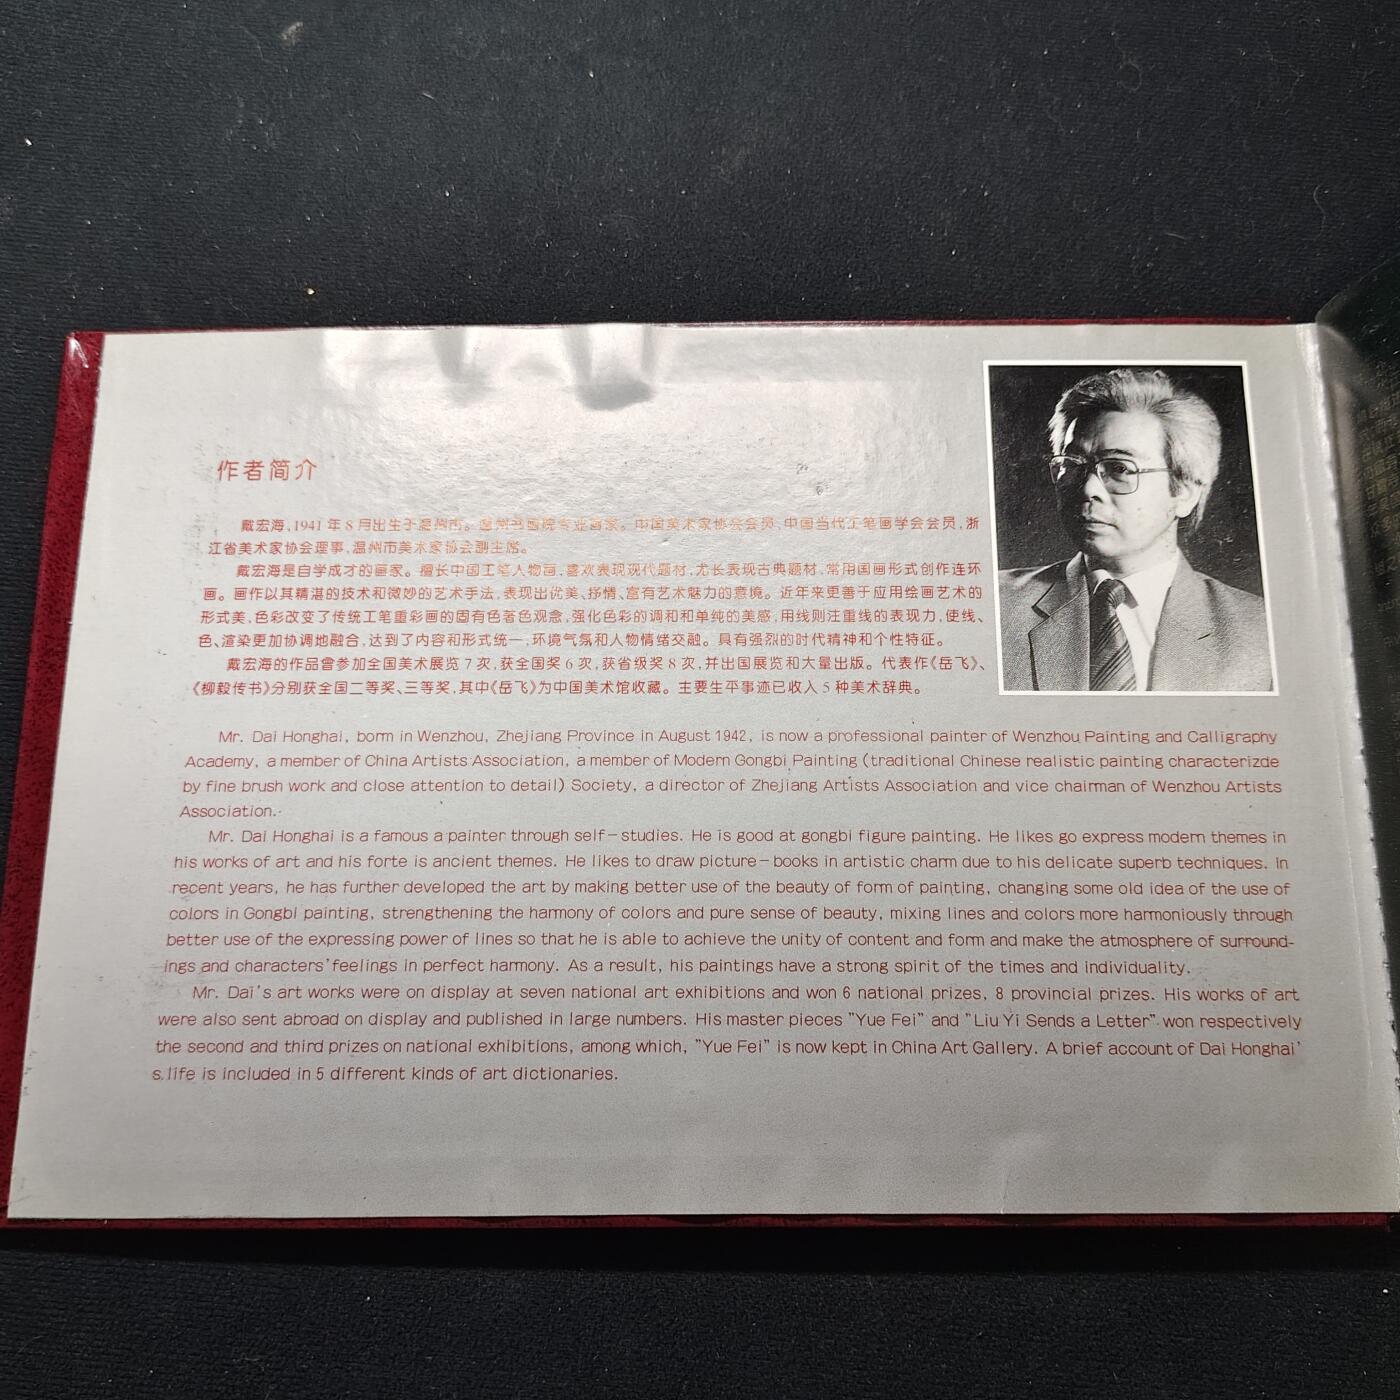 作者简介
戴宏海,1941年8月出生于温州市。温州书画院专业画家。中国美术家协会会员,中国当代工笔画学会会员,浙
江省美术家协会理事,温州市美术家协会副主席。
戴宏海是自学成才的画家。擅长中国工笔人物画,喜欢表现现代题材,尤长表现古典题材,常用国画形式创作连环
画。画作以其精湛的技术和微妙的艺术手法,表现出优美、抒情、富有艺术魅力的意境。近年来更善于应用绘画艺术的
形式美,色彩改变了传统工笔重彩画的固有色著色观念,强化色彩的调和和单纯的美感,用线则注重线的表现力,使线、
色、渲染更加协调地融合,达到了内容和形式统一,环境气氛和人物情绪交融。具有强烈的时代精神和个性特征。
戴宏海的作品曾参加全国美术展览7次,获全国奖6次,获省级奖8次,并出国展览和大量出版。代表作《岳飞》、
《柳毅传书》分别获全国二等奖、三等奖,其中《岳飞》为中国美术馆收藏。主要生平事迹已收入5种美术辞典。
Mr. Dai Honghai, born in Wenzhou, Zhejiang Province in August 1942, is now a professional painter of Wenzhou Painting and Calligraphy
Academy, a member of China Artists Association, a member of Modern Gongbi Painting (traditional Chinese realistic painting characterizde
by fine brush work and close attention to detail) Society, a director of Zhejiang Artists Association and vice chairman of Wenzhou Artists
Association.
Mr. Dai Honghai is a famous a painter through self-studies. He is good at gongbi figure painting. He likes go express modern themes in
his works of art and his forte is ancient themes. He likes to draw picture-books in artistic charm due to his delicate superb techniques. In
recent years, he has further developed the art by making better use of the beauty of form of painting, changing some old idea of the use of
colors in Gongbi painting, strengthening the harmony of colors and pure sense of beauty, mixing lines and colors more harmoniously through
better use of the expressing power of lines so that he is able to achieve the unity of content and form and make the atmosphere of surround-
ings and characters'feelings in perfect harmony. As a result, his paintings have a strong spirit of the times and individuality.
Mr. Dai's art works were on display at seven national art exhibitions and won 6 national prizes, 8 provincial prizes. His works of art
were also sent abroad on display and published in large numbers. His master pieces "Yue Fei" and "Liu Yi Sends a Letter" won respectively
the second and third prizes on national exhibitions, among which, "Yue Fei" is now kept in China Art Gallery. A brief account of Dai Honghai'
s life is included in 5 different kinds of art dictionaries.